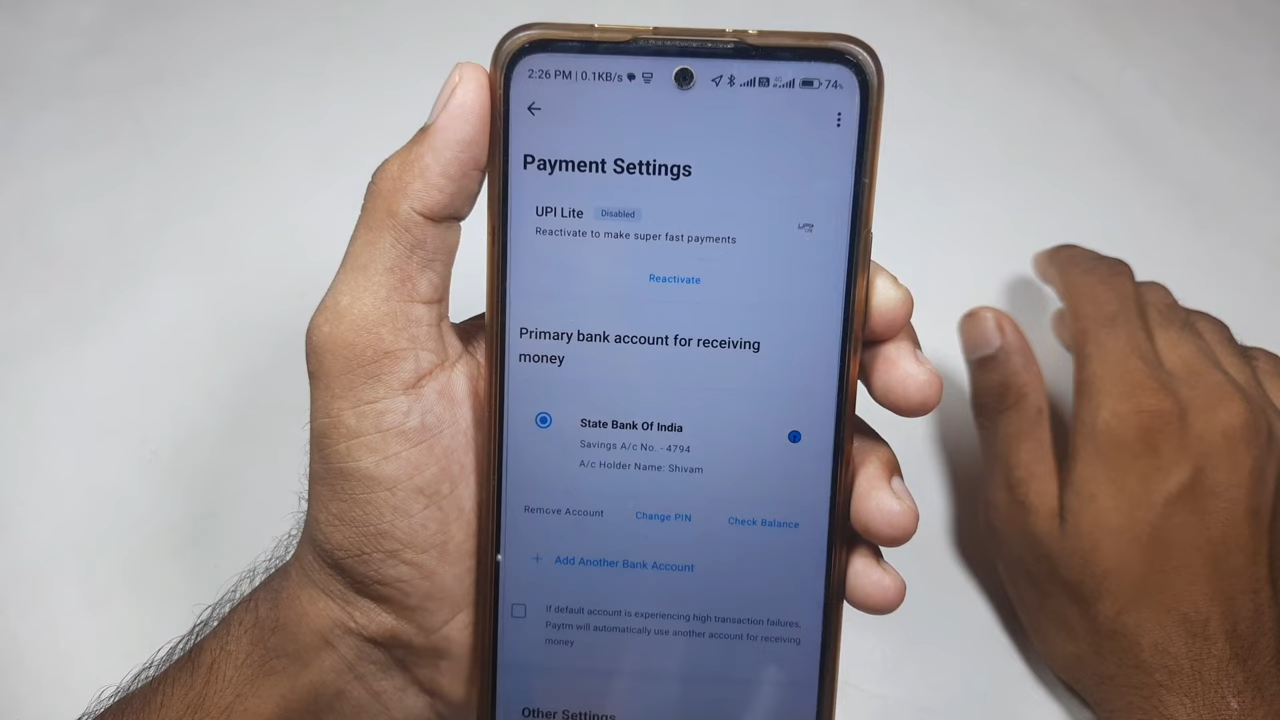 2:26 PM | 0.1KB/s 74%
Payment Settings
UPI Lite Disabled
Reactivate to make super fast payments
Reactivate
Primary bank account for receiving
money
State Bank Of India
Savings A/c No. - 4794
A/c Holder Name: Shivam
Remove Account Change PIN Check Balance
+ Add Another Bank Account
If default account is experiencing high transaction failures,
Paytm will automatically use another account for receiving
money
Other Settings